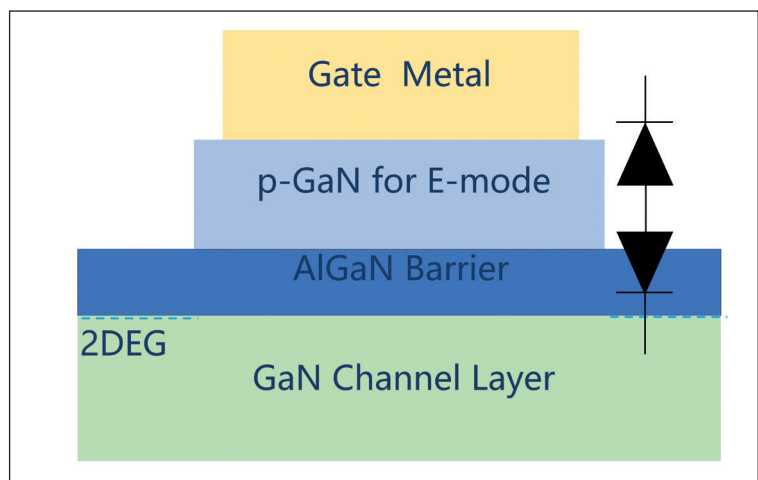 Gate Metal
p-GaN for E-mode
AlGaN Barrier
2DEG
GaN Channel Layer